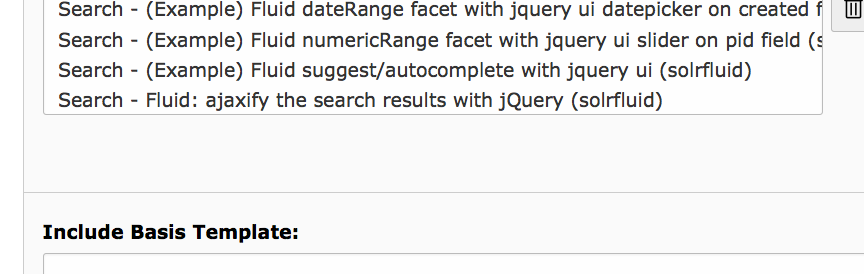 Search - (Example) Fluid dateRange facet with jquery ui datepicker on created
Search - (Example) Fluid numericRange facet with jquery ui slider on pid field
Search - (Example) Fluid suggest/autocomplete with jquery ui (solrfluid)
Search - Fluid: ajaxify the search results with jQuery (solrfluid)
Include Basis Template: